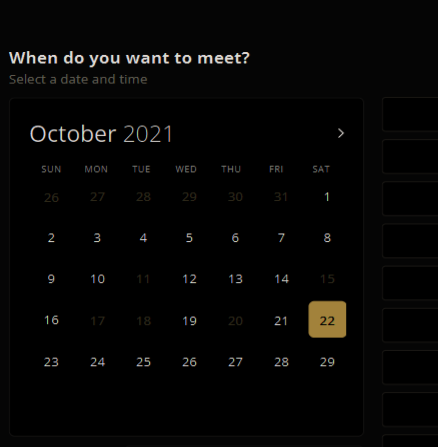 When do you want to meet?
Select a date and time
October 2021 >
SUN MON TUE WED THU FRI SAT
26 27 28 29 30 31 1
2 3 4 5 6 7 8
9 10 11 12 13 14 15
16 17 18 19 20 21 22
23 24 25 26 27 28 29